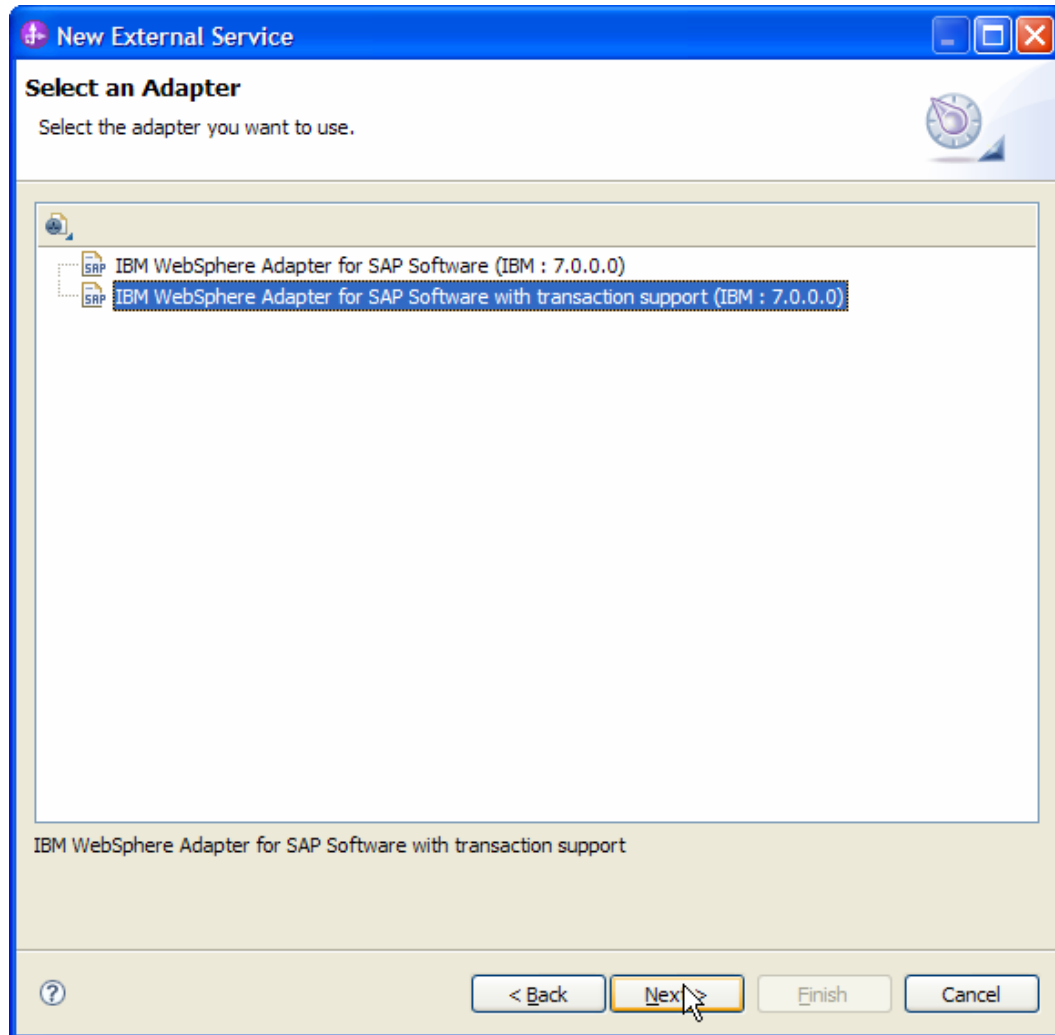 New External Service
Select an Adapter
Select the adapter you want to use.
SAP IBM WebSphere Adapter for SAP Software (IBM : 7.0.0.0)
SAP IBM WebSphere Adapter for SAP Software with transaction support (IBM : 7.0.0.0)
IBM WebSphere Adapter for SAP Software with transaction support
? < Back Next > Finish Cancel